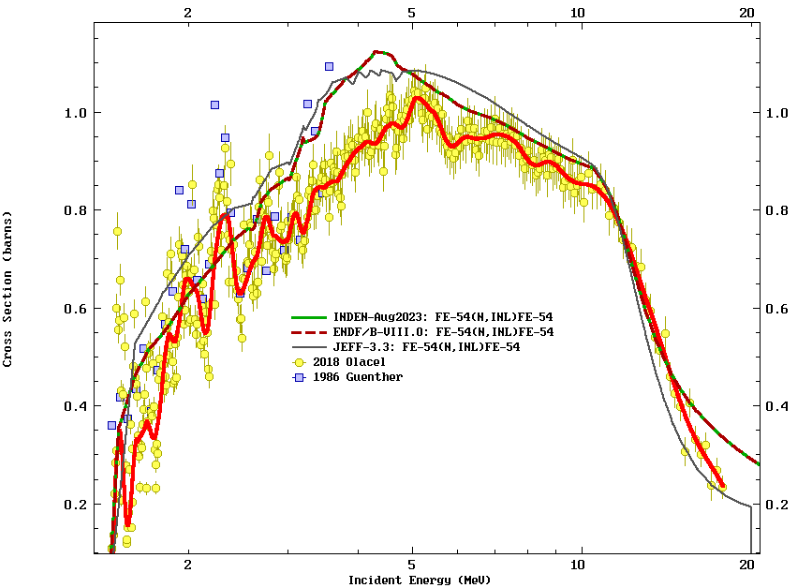 2 5 10 20
Cross Section (barns)
1.0 1.0
0.8 0.8
0.6 0.6
0.4 0.4
0.2 0.2
INDEN-Aug2023: FE-54(N,INL)FE-54
ENDF/B-VIII.0: FE-54(N,INL)FE-54
JEFF-3.3: FE-54(N,INL)FE-54
2018 Olacel
1986 Guenther
2 5 10 20
Incident Energy (MeV)